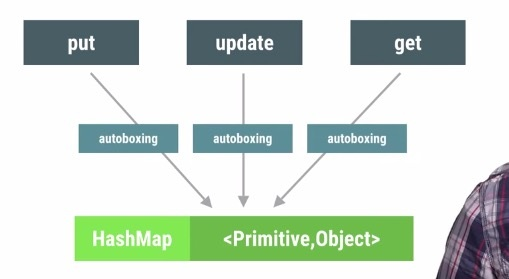 put update get
autoboxing autoboxing autoboxing
HashMap <Primitive,Object>